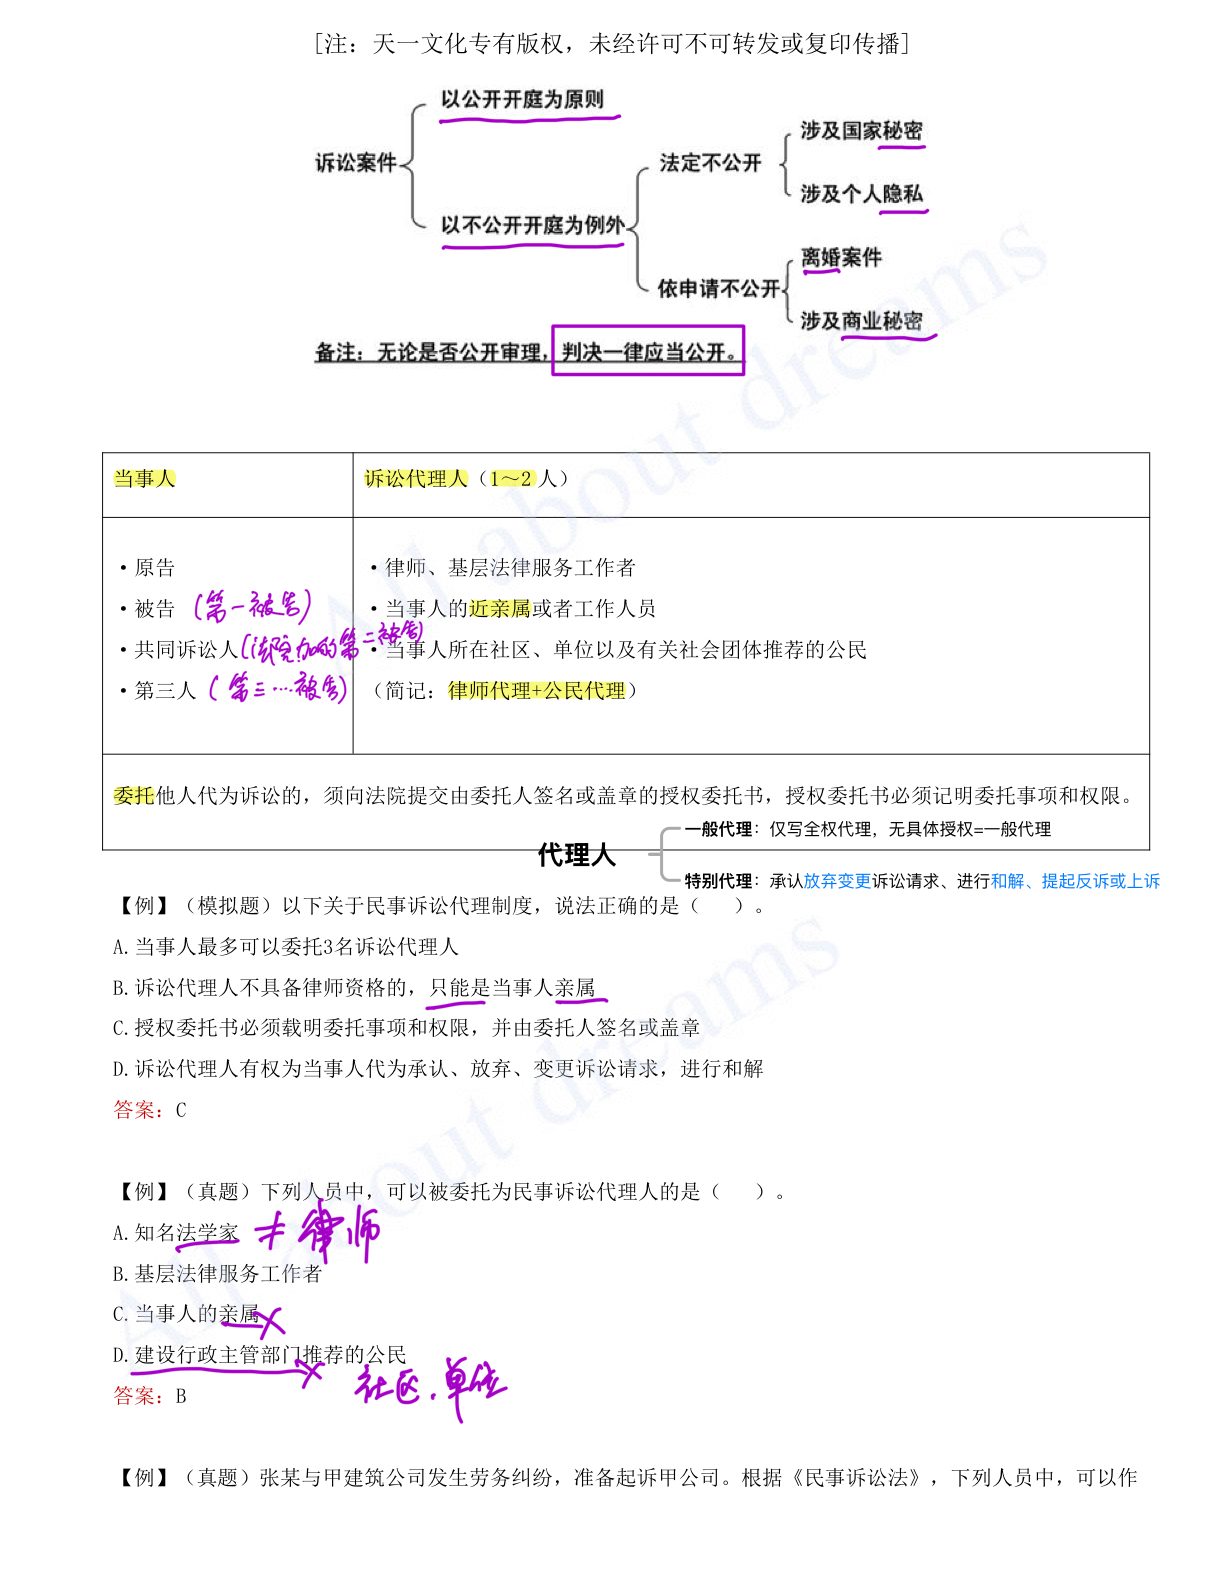 [注：天一文化专有版权，未经许可不可转发或复印传播]
以公开开庭为原则
涉及国家秘密
诉讼案件
法定不公开
涉及个人隐私
以不公开开庭为例外
离婚案件
依申请不公开
涉及商业秘密
备注：无论是否公开审理，判决一律应当公开。
当事人
诉讼代理人（1～2 人）
·原告
·律师、基层法律服务工作者
·被告（第一被告）
·当事人的近亲属或者工作人员
·共同诉讼人（法院加的第二被告）
·当事人所在社区、单位以及有关社会团体推荐的公民
·第三人（第三…被告）
（简记：律师代理+公民代理）
委托他人代为诉讼的，须向法院提交由委托人签名或盖章的授权委托书，授权委托书必须记明委托事项和权限。
一般代理：仅写全权代理，无具体授权=一般代理
代理人
特别代理：承认放弃变更诉讼请求、进行和解、提起反诉或上诉
【例】（模拟题）以下关于民事诉讼代理制度，说法正确的是（ ）。
A.当事人最多可以委托3名诉讼代理人
B.诉讼代理人不具备律师资格的，只能是当事人亲属
C.授权委托书必须载明委托事项和权限，并由委托人签名或盖章
D.诉讼代理人有权为当事人代为承认、放弃、变更诉讼请求，进行和解
答案：C
【例】（真题）下列人员中，可以被委托为民事诉讼代理人的是（ ）。
A.知名法学家 ≠律师
B.基层法律服务工作者
C.当事人的亲属 ×
D.建设行政主管部门推荐的公民 ×
社区．单位
答案：B
【例】（真题）张某与甲建筑公司发生劳务纠纷，准备起诉甲公司。根据《民事诉讼法》，下列人员中，可以作
All about dreams
All about dreams